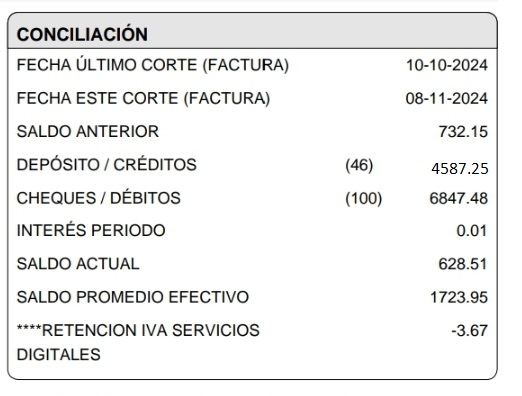 CONCILIACIÓN
FECHA ÚLTIMO CORTE (FACTURA) 10-10-2024
FECHA ESTE CORTE (FACTURA) 08-11-2024
SALDO ANTERIOR 732.15
DEPÓSITO / CRÉDITOS (46) 4587.25
CHEQUES / DÉBITOS (100) 6847.48
INTERÉS PERIODO 0.01
SALDO ACTUAL 628.51
SALDO PROMEDIO EFECTIVO 1723.95
****RETENCION IVA SERVICIOS -3.67
DIGITALES